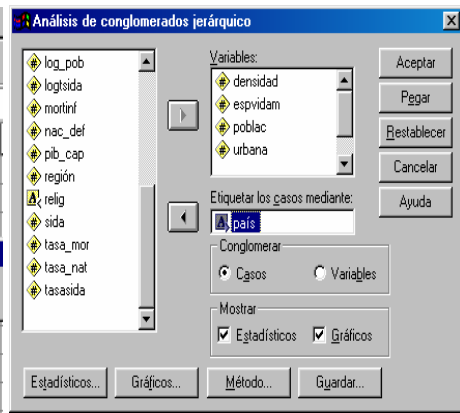 Análisis de conglomerados jerárquico
log_pob
logtsida
mortinf
nac_def
pib_cap
región
relig
sida
tasa_mor
tasa_nat
tasasida
Variables:
densidad
espvidam
poblac
urbana
Etiquetar los casos mediante:
país
Conglomerar
Casos
Variables
Mostrar
Estadísticos
Gráficos
Aceptar
Pegar
Restablecer
Cancelar
Ayuda
Estadísticos...
Gráficos...
Método...
Guardar...